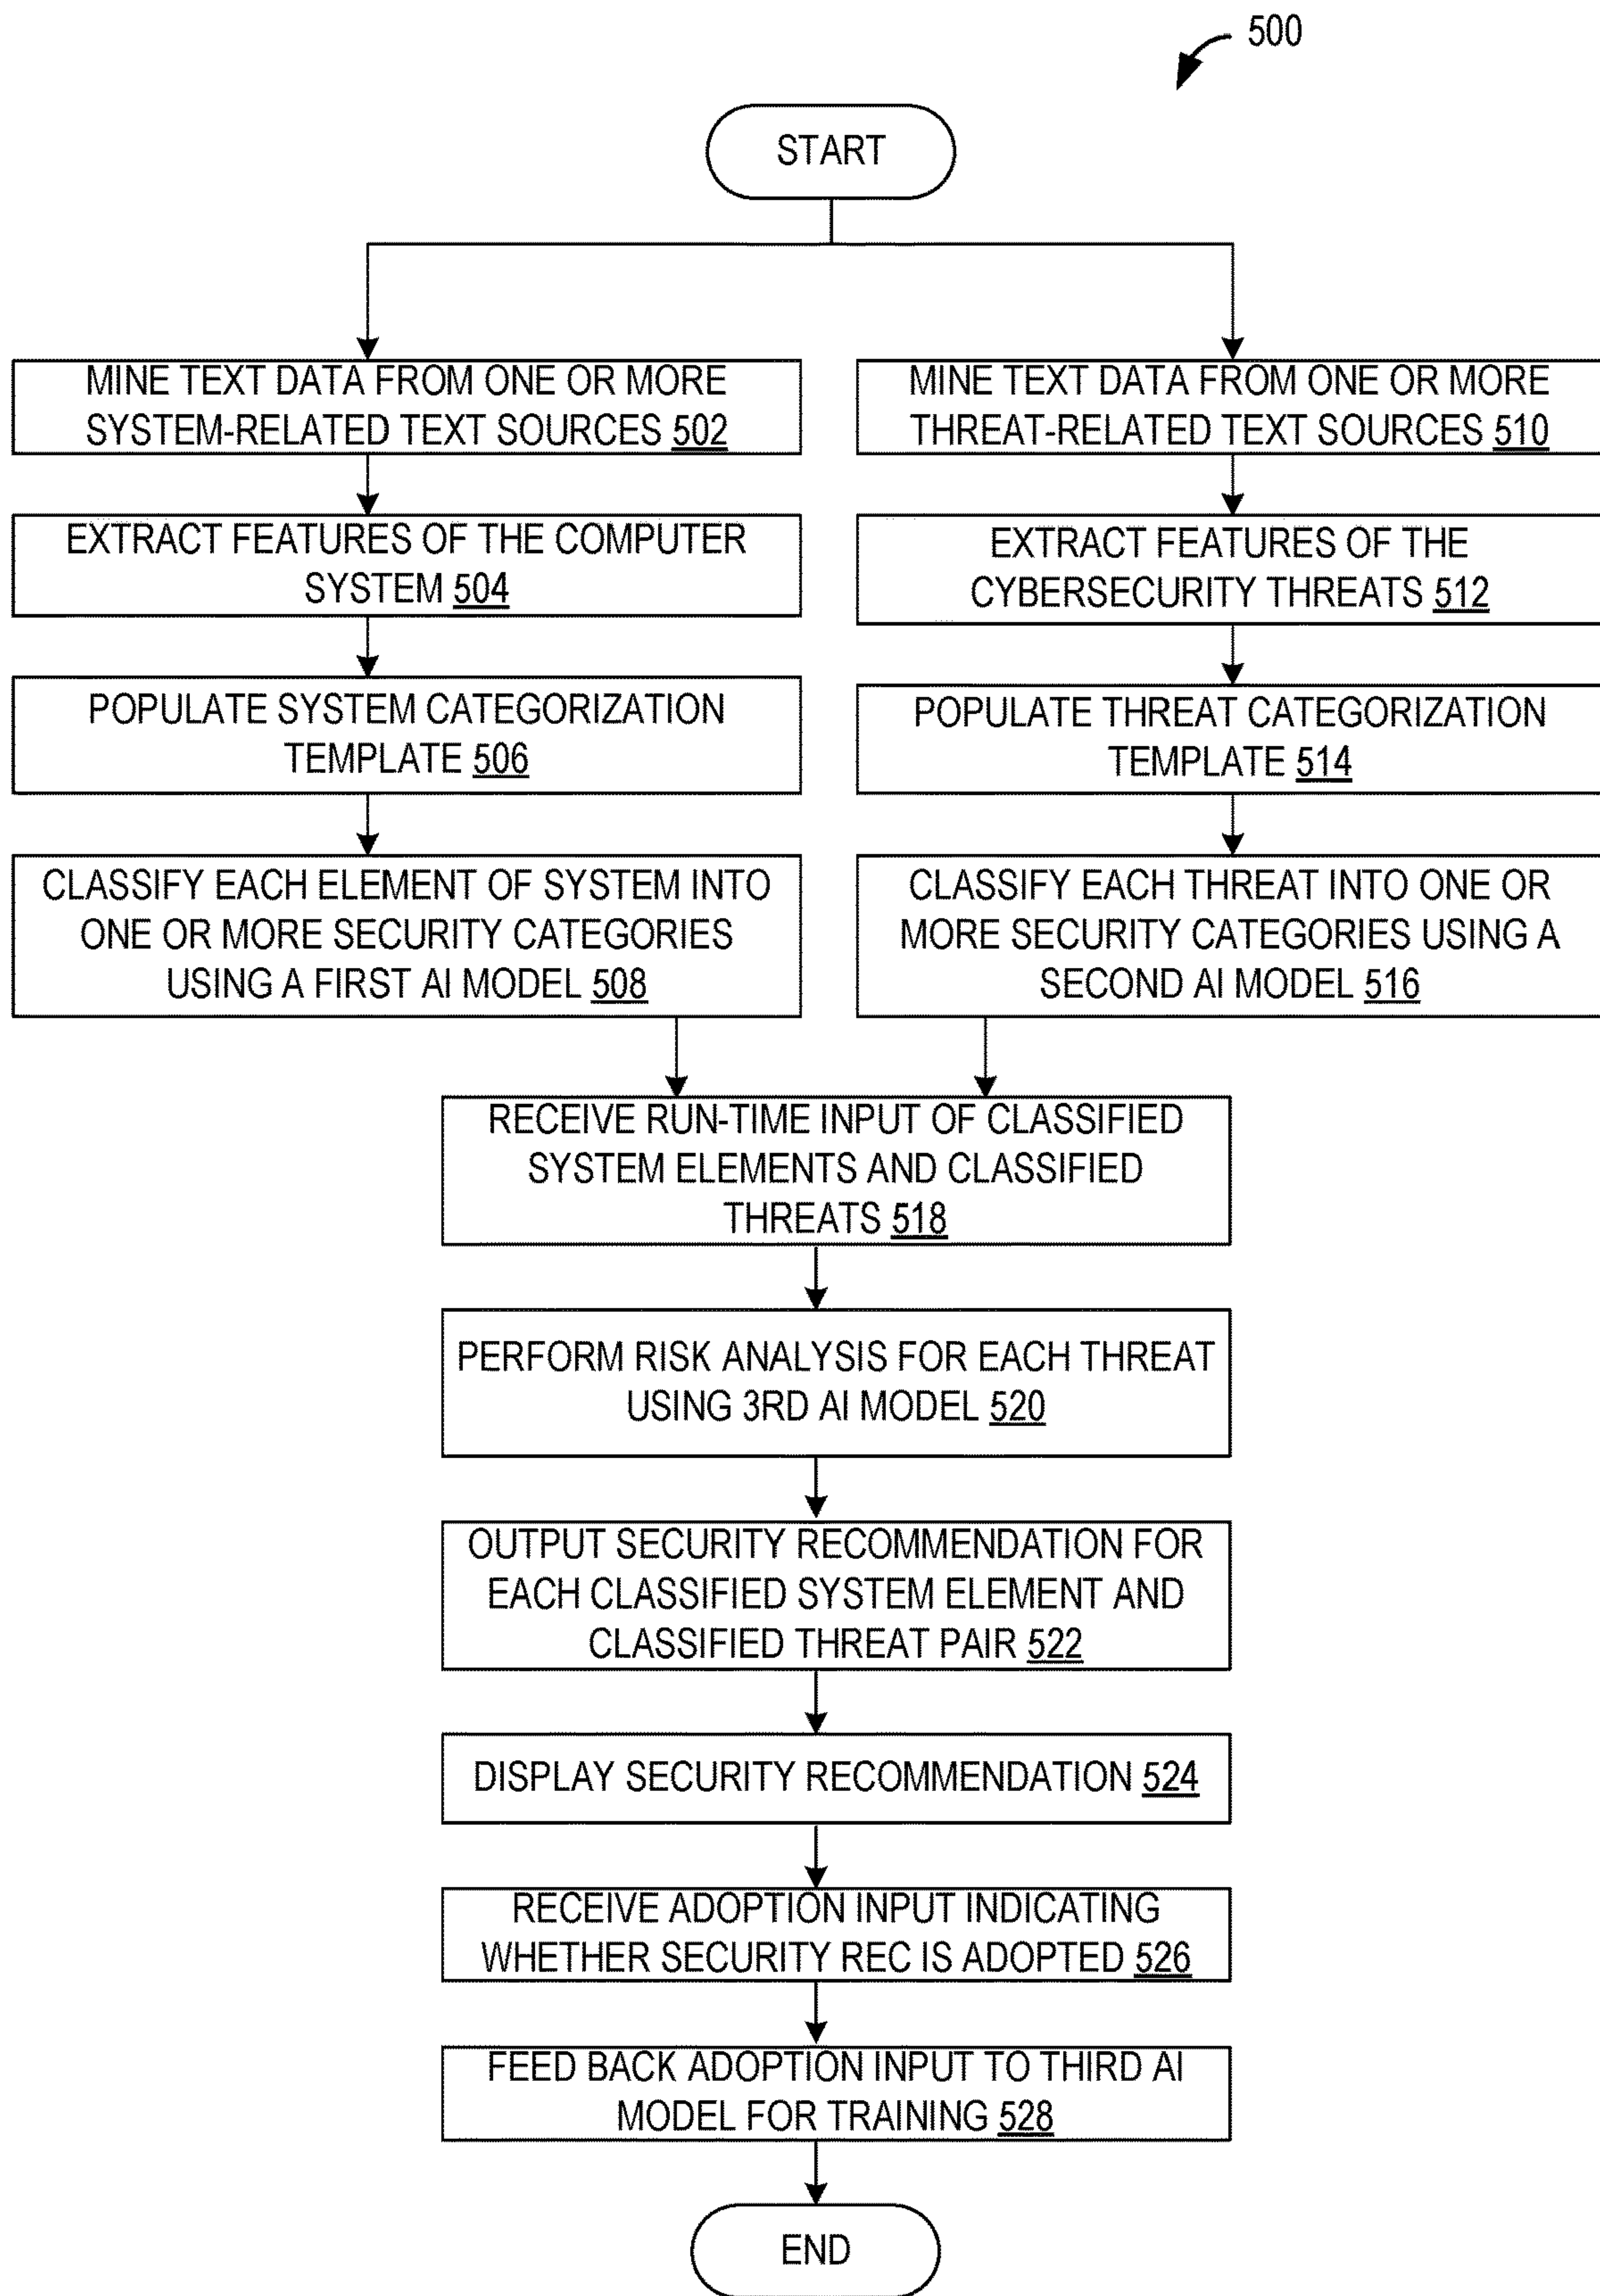 500
START
MINE TEXT DATA FROM ONE OR MORE
SYSTEM-RELATED TEXT SOURCES 502
EXTRACT FEATURES OF THE COMPUTER
SYSTEM 504
POPULATE SYSTEM CATEGORIZATION
TEMPLATE 506
CLASSIFY EACH ELEMENT OF SYSTEM INTO
ONE OR MORE SECURITY CATEGORIES
USING A FIRST AI MODEL 508
MINE TEXT DATA FROM ONE OR MORE
THREAT-RELATED TEXT SOURCES 510
EXTRACT FEATURES OF THE
CYBERSECURITY THREATS 512
POPULATE THREAT CATEGORIZATION
TEMPLATE 514
CLASSIFY EACH THREAT INTO ONE OR
MORE SECURITY CATEGORIES USING A
SECOND AI MODEL 516
RECEIVE RUN-TIME INPUT OF CLASSIFIED
SYSTEM ELEMENTS AND CLASSIFIED
THREATS 518
PERFORM RISK ANALYSIS FOR EACH THREAT
USING 3RD AI MODEL 520
OUTPUT SECURITY RECOMMENDATION FOR
EACH CLASSIFIED SYSTEM ELEMENT AND
CLASSIFIED THREAT PAIR 522
DISPLAY SECURITY RECOMMENDATION 524
RECEIVE ADOPTION INPUT INDICATING
WHETHER SECURITY REC IS ADOPTED 526
FEED BACK ADOPTION INPUT TO THIRD AI
MODEL FOR TRAINING 528
END